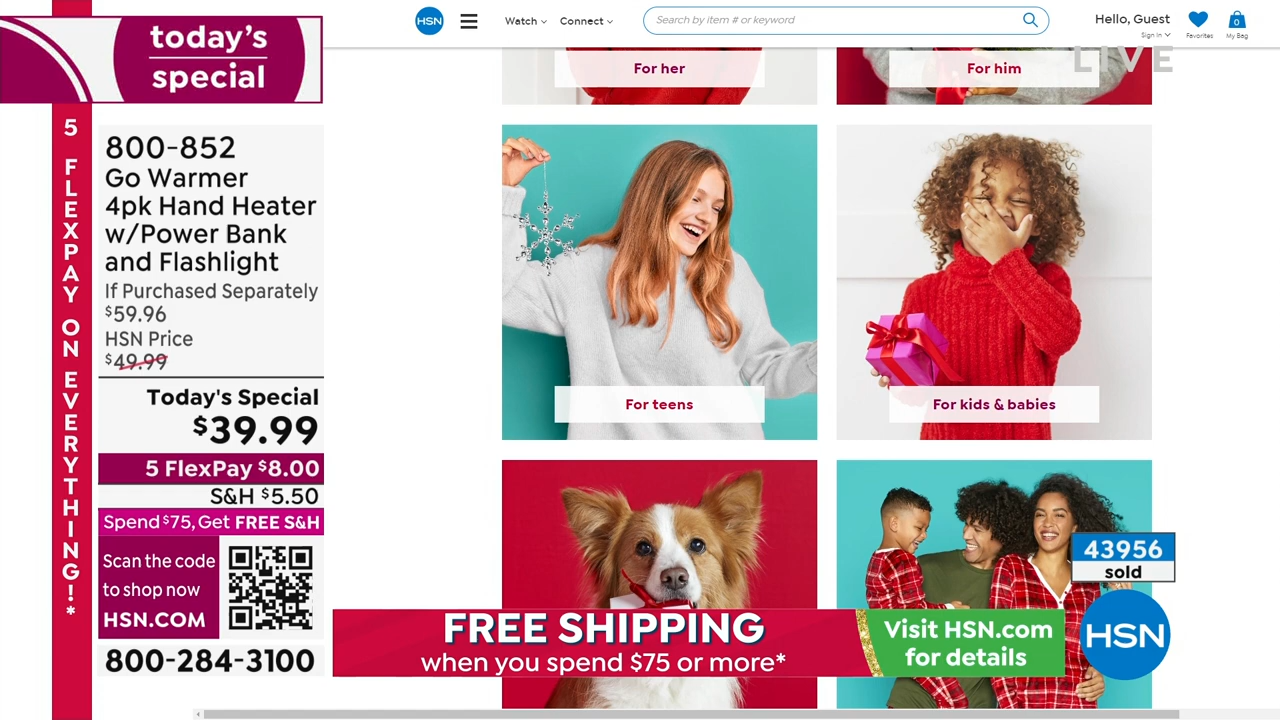 today's
special
5 FLEXPAY ON EVERYTHING!*
800-852
Go Warmer
4pk Hand Heater
w/Power Bank
and Flashlight
If Purchased Separately
$59.96
HSN Price
$49.99
Today's Special
$39.99
5 FlexPay $8.00
S&H $5.50
Spend $75, Get FREE S&H
Scan the code
to shop now
HSN.COM
800-284-3100
HSN
Watch
Connect
Search by item # or keyword
Hello, Guest
Sign in
Favorites
0
My Bag
LIVE
For her
For him
For teens
For kids & babies
43956
sold
FREE SHIPPING
when you spend $75 or more*
Visit HSN.com
for details
HSN